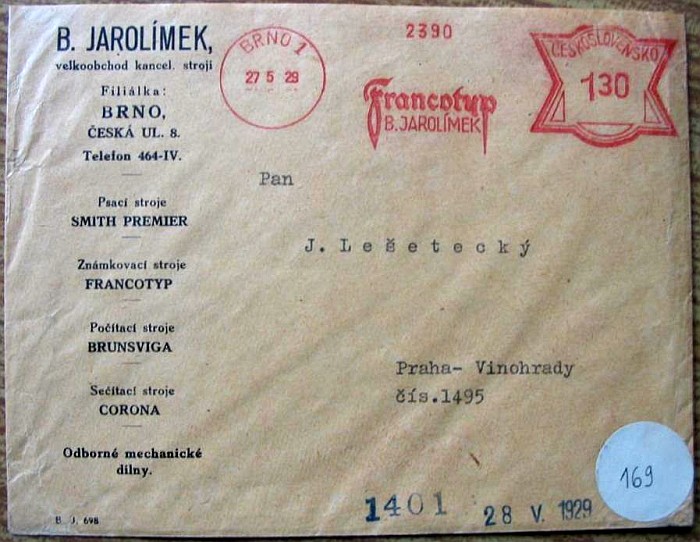 B. JAROLÍMEK,
velkoobchod kancel. strojí
Filiálka:
BRNO,
ČESKÁ UL. 8.
Telefon 464-IV.
Psací stroje
SMITH PREMIER
Známkovací stroje
FRANCOTYP
Počítací stroje
BRUNSVIGA
Sečítací stroje
CORONA
Odborné mechanické
dílny.
B. J. 698
BRNO 1
27 5 29
2390
Francotyp
B. JAROLÍMEK
ČESKOSLOVENSKO
130
Pan
J. Lešetecký
Praha- Vinohrady
čís.1495
1401 28 V. 1929
169